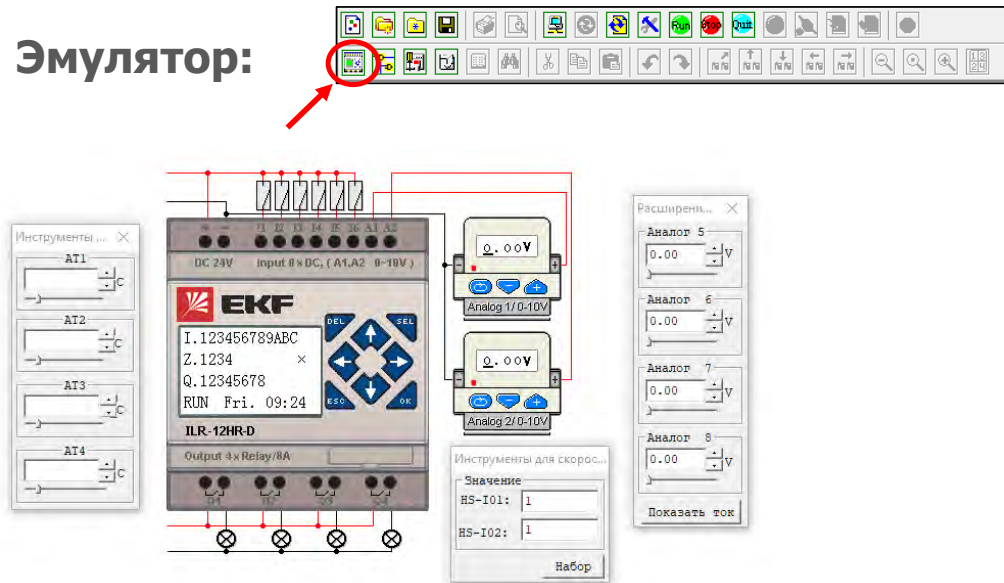 Эмулятор:
Run Stop Quit
Инструменты ...
AT1
C
AT2
C
AT3
C
AT4
C
+ - I1 I2 I3 I4 I5 I6 A1 A2
DC 24V input 8 x DC, ( A1,A2 0~10V )
EKF
DEL SEL
I.123456789ABC
Z.1234 ×
Q.12345678
RUN Fri. 09:24
ESC OK
ILR-12HR-D
Output 4 x Relay/8A
Q1 Q2 Q3 Q4
0.00V
- +
Analog 1/ 0-10V
0.00V
- +
Analog 2/ 0-10V
Инструменты для скорос...
Значение
HS-I01: 1
HS-I02: 1
Набор
Расширени...
Аналог 5
0.00 V
Аналог 6
0.00 V
Аналог 7
0.00 V
Аналог 8
0.00 V
Показать ток